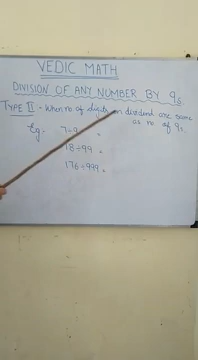 VEDIC MATH
DIVISION OF ANY NUMBER BY 9s
TYPE II - When no of digits in dividend are same
as no of 9s.
Eg - 7÷9 =
18÷99 =
176÷999 =